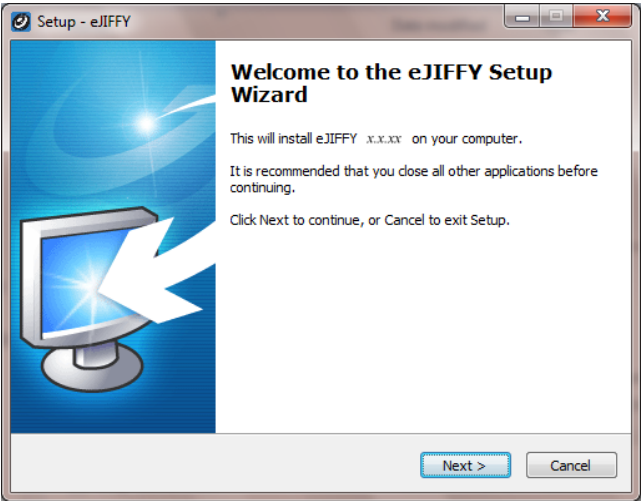 Setup - eJIFFY
Welcome to the eJIFFY Setup
Wizard
This will install eJIFFY x.x.xx on your computer.
It is recommended that you close all other applications before
continuing.
Click Next to continue, or Cancel to exit Setup.
Next >
Cancel